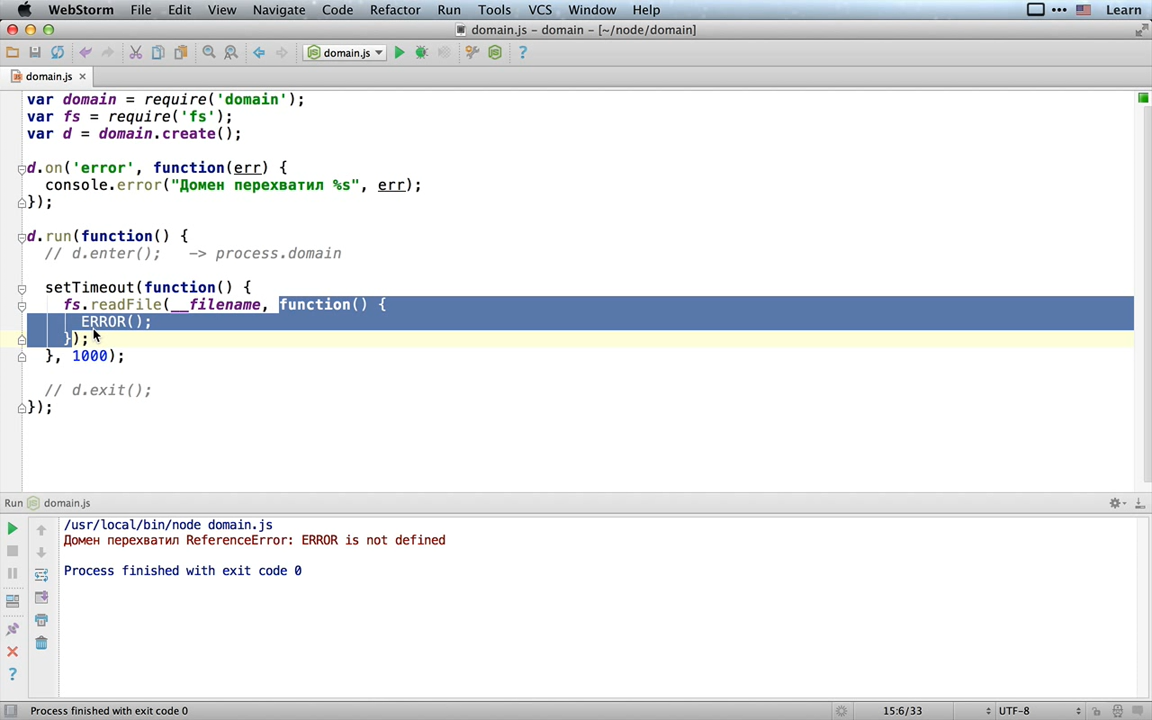 WebStorm File Edit View Navigate Code Refactor Run Tools VCS Window Help Learn
domain.js - domain - [~/node/domain]
domain.js
domain.js
var domain = require('domain');
var fs = require('fs');
var d = domain.create();
d.on('error', function(err) {
console.error("Домен перехватил %s", err);
});
d.run(function() {
// d.enter();   -> process.domain
setTimeout(function() {
fs.readFile(__filename, function() {
ERROR();
});
}, 1000);
// d.exit();
});
Run domain.js
/usr/local/bin/node domain.js
Домен перехватил ReferenceError: ERROR is not defined
Process finished with exit code 0
Process finished with exit code 0 15:6/33 UTF-8